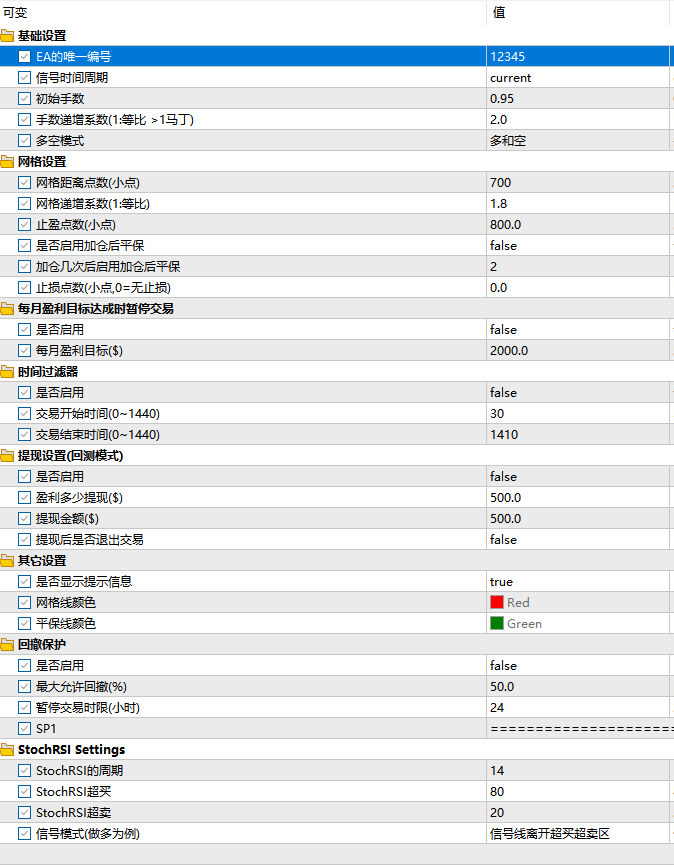 可变 值
基础设置
EA的唯一编号 12345
信号时间周期 current
初始手数 0.95
手数递增系数(1:等比 >1马丁) 2.0
多空模式 多和空
网格设置
网格距离点数(小点) 700
网格递增系数(1:等比) 1.8
止盈点数(小点) 800.0
是否启用加仓后平保 false
加仓几次后启用加仓后平保 2
止损点数(小点,0=无止损) 0.0
每月盈利目标达成时暂停交易
是否启用 false
每月盈利目标($) 2000.0
时间过滤器
是否启用 false
交易开始时间(0~1440) 30
交易结束时间(0~1440) 1410
提现设置(回测模式)
是否启用 false
盈利多少提现($) 500.0
提现金额($) 500.0
提现后是否退出交易 false
其它设置
是否显示提示信息 true
网格线颜色 Red
平保线颜色 Green
回撤保护
是否启用 false
最大允许回撤(%) 50.0
暂停交易时限(小时) 24
SP1 ======================
StochRSI Settings
StochRSI的周期 14
StochRSI超买 80
StochRSI超卖 20
信号模式(做多为例) 信号线离开超买超卖区